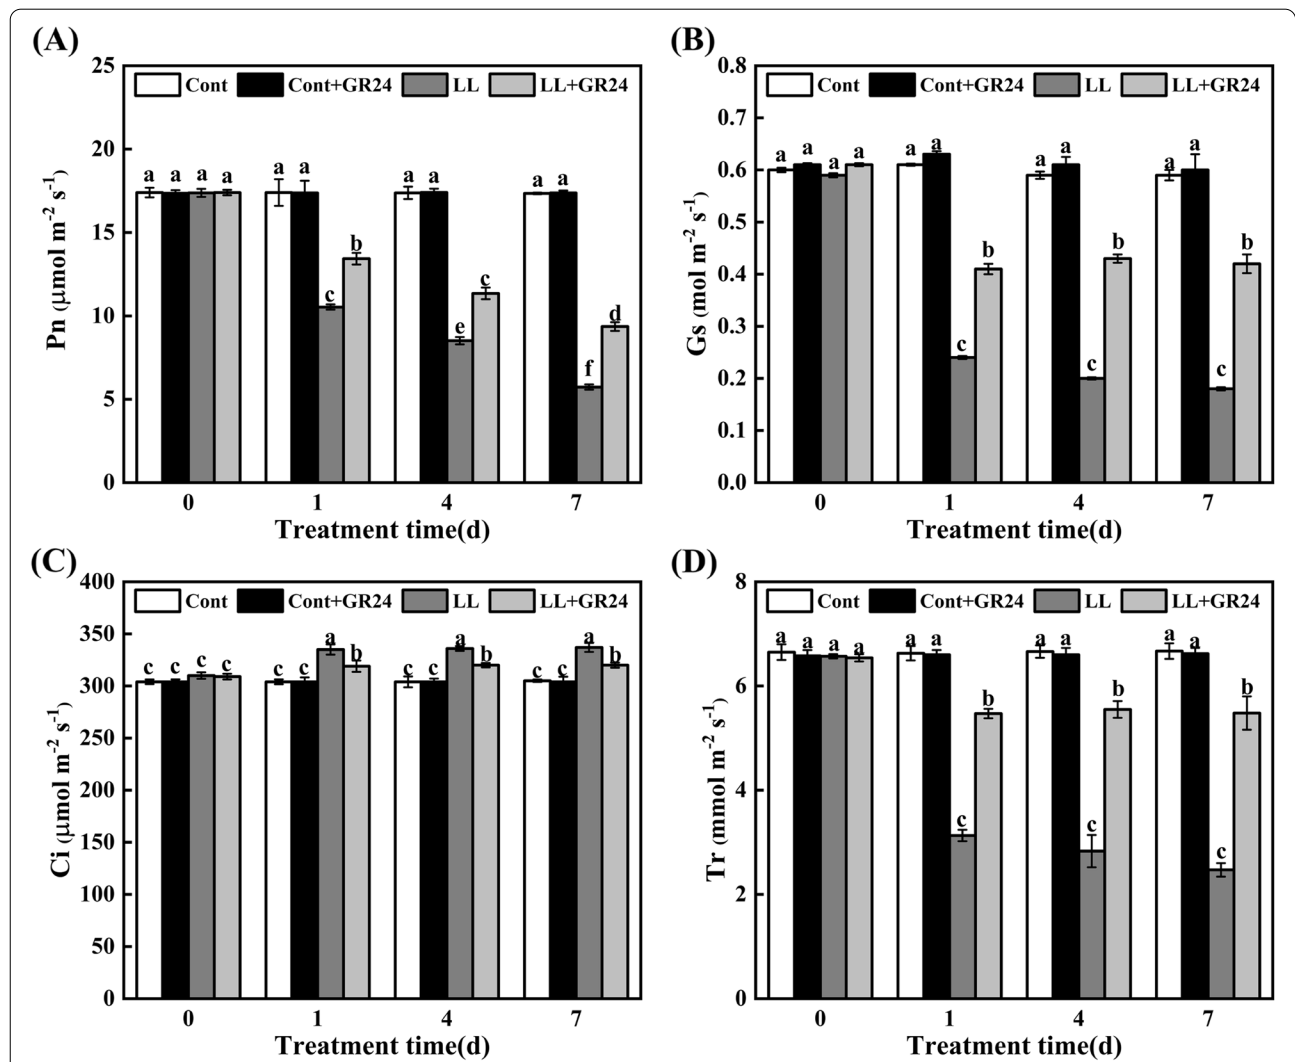 (A)
Cont Cont+GR24 LL LL+GR24
25
20
15
10
5
0
Pn (μmol m-2 s-1)
a a a a
a a c b
a a e c
a a f d
0 1 4 7
Treatment time(d)
(B)
Cont Cont+GR24 LL LL+GR24
0.8
0.7
0.6
0.5
0.4
0.3
0.2
0.1
0.0
Gs (mol m-2 s-1)
a a a a
a a c b
a a c b
a a c b
0 1 4 7
Treatment time(d)
(C)
Cont Cont+GR24 LL LL+GR24
400
350
300
250
200
150
100
50
0
Ci (μmol m-2 s-1)
c c c c
c c a b
c c a b
c c a b
0 1 4 7
Treatment time(d)
(D)
Cont Cont+GR24 LL LL+GR24
8
6
4
2
0
Tr (mmol m-2 s-1)
a a a a
a a c b
a a c b
a a c b
0 1 4 7
Treatment time(d)